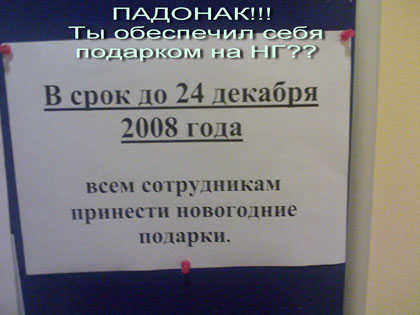 ПАДОНАК!!!
Ты обеспечил себя
подарком на НГ??
В срок до 24 декабря
2008 года
всем сотрудникам
принести новогодние
подарки.